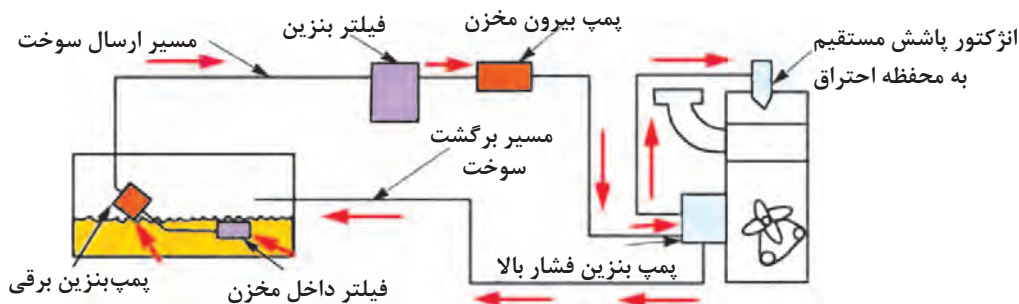 پمپ بیرون مخزن
فیلتر بنزین
مسیر ارسال سوخت
انژکتور پاشش مستقیم
به محفظه احتراق
مسیر برگشت
سوخت
پمپ بنزین فشار بالا
پمپ‌بنزین برقی
فیلتر داخل مخزن